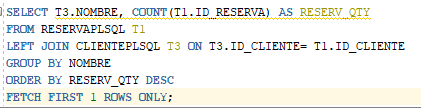 SELECT T3.NOMBRE, COUNT(T1.ID_RESERVA) AS RESERV_QTY
FROM RESERVAPLSQL T1
LEFT JOIN CLIENTEPLSQL T3 ON T3.ID_CLIENTE= T1.ID_CLIENTE
GROUP BY NOMBRE
ORDER BY RESERV_QTY DESC
FETCH FIRST 1 ROWS ONLY;